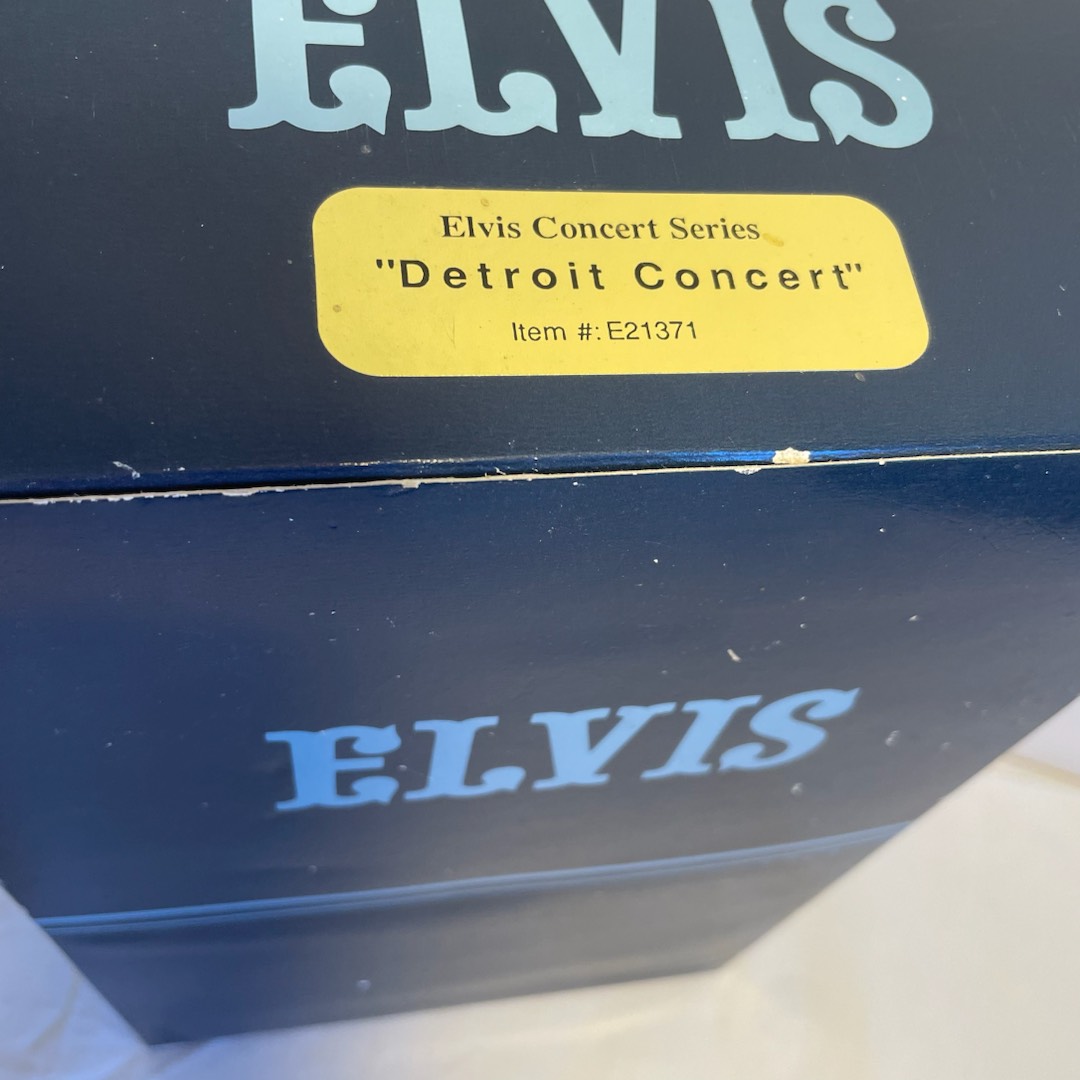 ELVIS
Elvis Concert Series
"Detroit Concert"
Item #: E21371
ELVIS